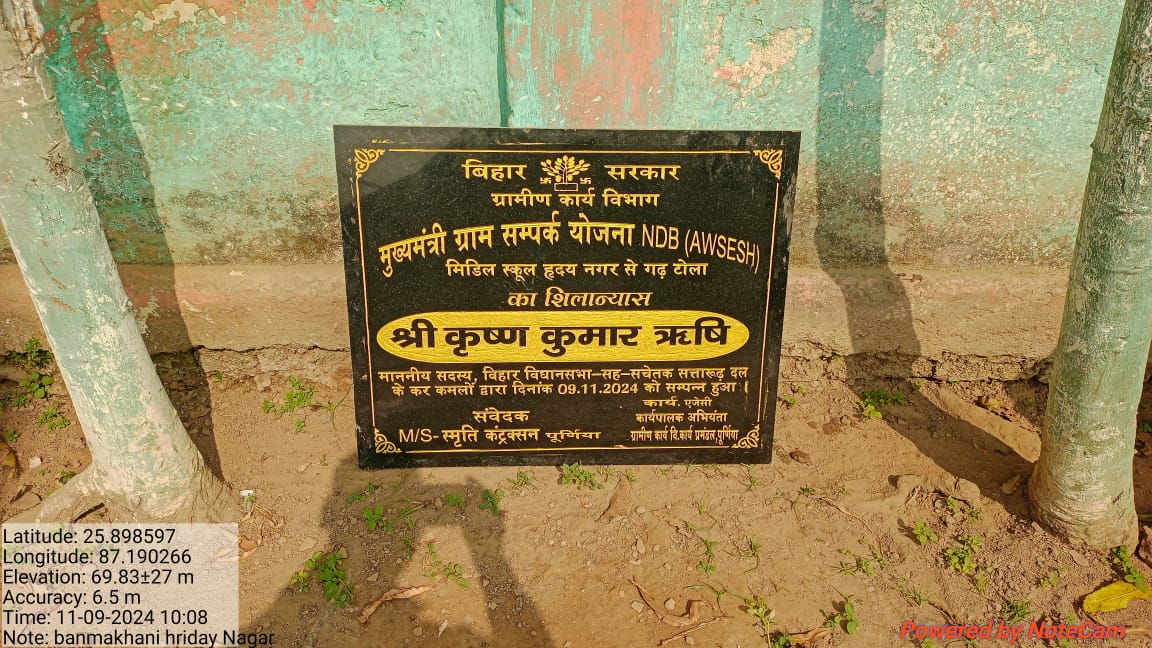 बिहार सरकार
ग्रामीण कार्य विभाग
मुख्यमंत्री ग्राम सम्पर्क योजना NDB (AWSESH)
मिडिल स्कूल हृदय नगर से गढ़ टोला
का शिलान्यास
श्री कृष्ण कुमार ऋषि
माननीय सदस्य, बिहार विधानसभा–सह–सचेतक सत्तारूढ़ दल
के कर कमलों द्वारा दिनांक 09.11.2024 को सम्पन्न हुआ।
संवेदक
M/S- स्मृति कंट्रक्सन पूर्णिया
कार्य. एजेसी
कार्यपालक अभियंता
ग्रामीण कार्य वि.कार्य प्रमंडल,पूर्णिया
Latitude: 25.898597
Longitude: 87.190266
Elevation: 69.83±27 m
Accuracy: 6.5 m
Time: 11-09-2024 10:08
Note: banmakhani hriday Nagar
Powered by NoteCam